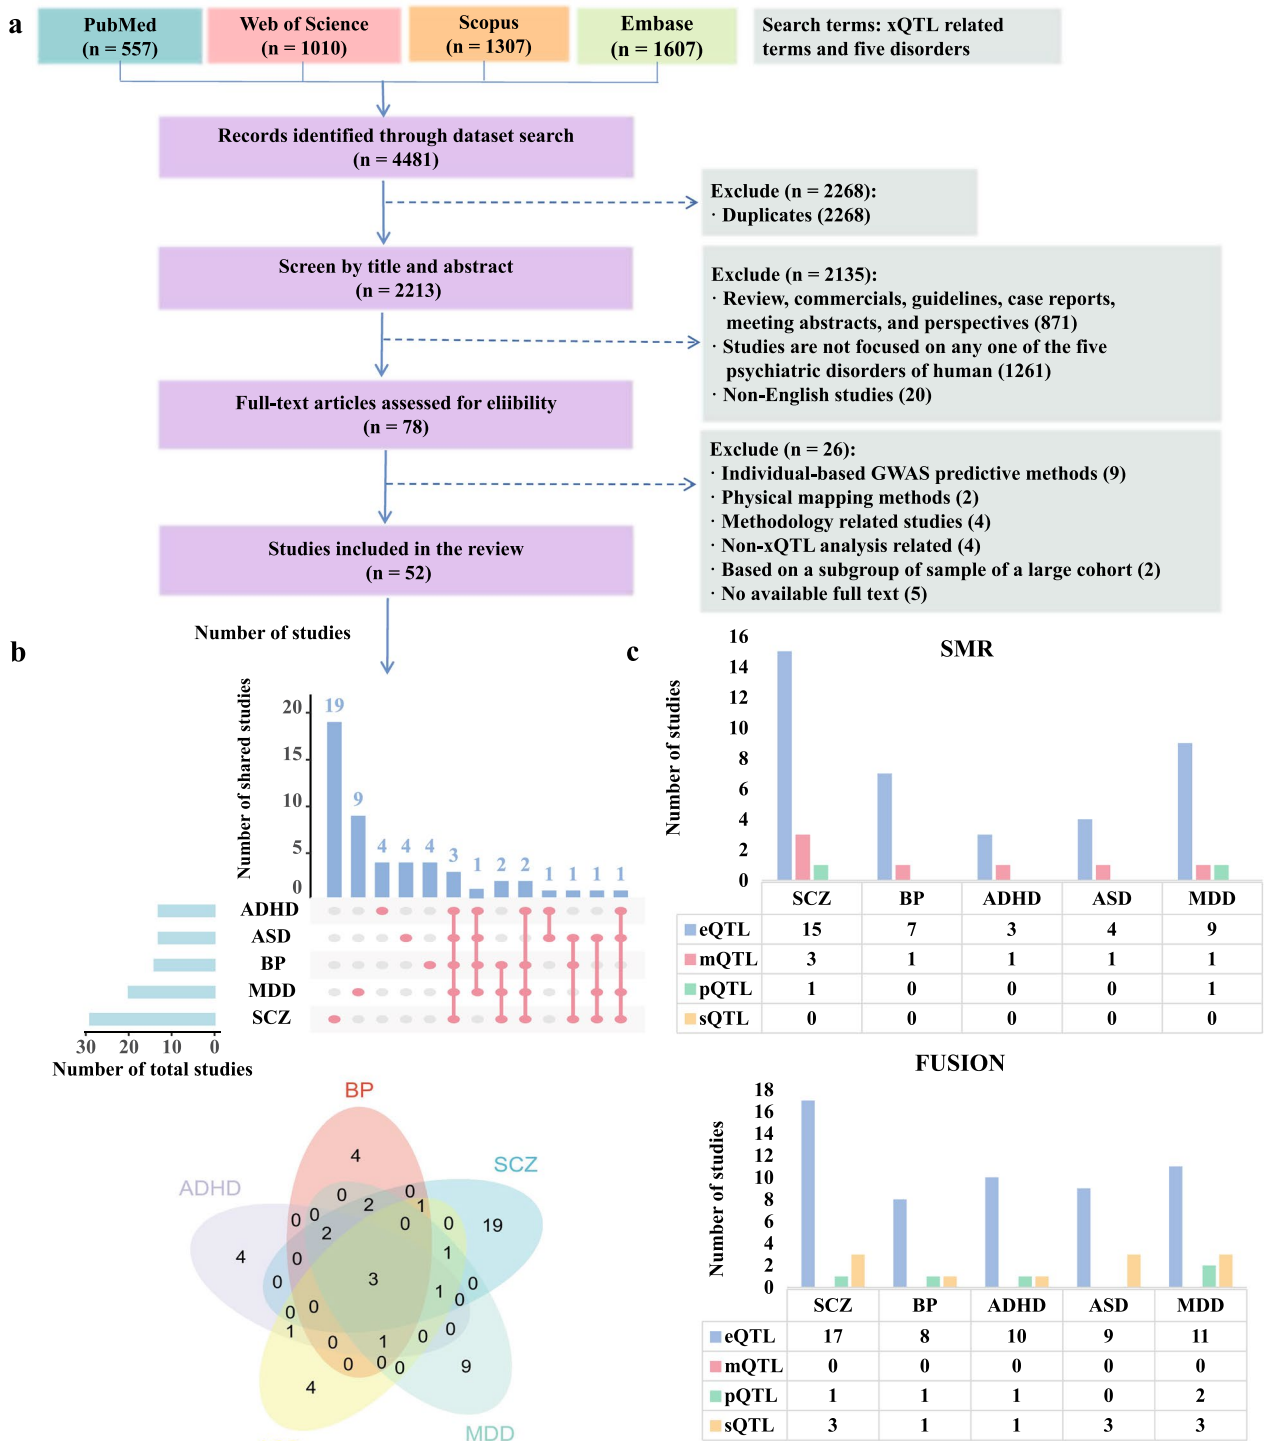 a
PubMed
(n = 557)
Web of Science
(n = 1010)
Scopus
(n = 1307)
Embase
(n = 1607)
Search terms: xQTL related
terms and five disorders
Records identified through dataset search
(n = 4481)
Exclude (n = 2268):
· Duplicates (2268)
Screen by title and abstract
(n = 2213)
Exclude (n = 2135):
· Review, commercials, guidelines, case reports,
meeting abstracts, and perspectives (871)
· Studies are not focused on any one of the five
psychiatric disorders of human (1261)
· Non-English studies (20)
Full-text articles assessed for eliibility
(n = 78)
Exclude (n = 26):
· Individual-based GWAS predictive methods (9)
· Physical mapping methods (2)
· Methodology related studies (4)
· Non-xQTL analysis related (4)
· Based on a subgroup of sample of a large cohort (2)
· No available full text (5)
Studies included in the review
(n = 52)
Number of studies
b
Number of shared studies
20
15
10
5
0
19 9 4 4 4 3 1 2 2 1 1 1 1
ADHD
ASD
BP
MDD
SCZ
30 20 10 0
Number of total studies
BP
SCZ
ADHD
MDD
4
0 2 0 1
0 0 2 0 0 19
4 0 1
0 3 0
1 0
0 0
1 0 1 0 0
0 0 0 9
4
c
SMR
Number of studies
16
14
12
10
8
6
4
2
0
SCZ BP ADHD ASD MDD
eQTL 15 7 3 4 9
mQTL 3 1 1 1 1
pQTL 1 0 0 0 1
sQTL 0 0 0 0 0
FUSION
Number of studies
18
16
14
12
10
8
6
4
2
0
SCZ BP ADHD ASD MDD
eQTL 17 8 10 9 11
mQTL 0 0 0 0 0
pQTL 1 1 1 0 2
sQTL 3 1 1 3 3